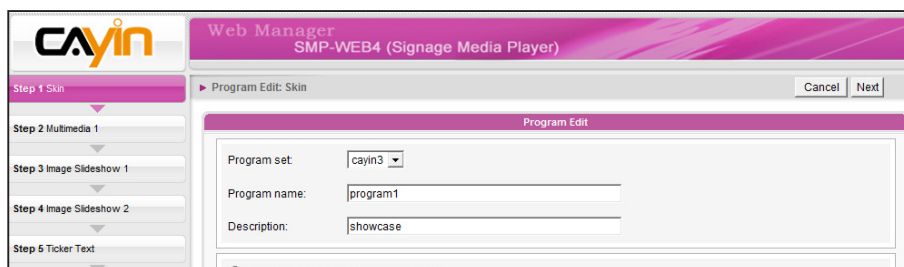 CAyin
Web Manager
SMP-WEB4 (Signage Media Player)
Step 1 Skin
Step 2 Multimedia 1
Step 3 Image Slideshow 1
Step 4 Image Slideshow 2
Step 5 Ticker Text
Program Edit: Skin
Cancel Next
Program Edit
Program set: cayin3
Program name: program1
Description: showcase